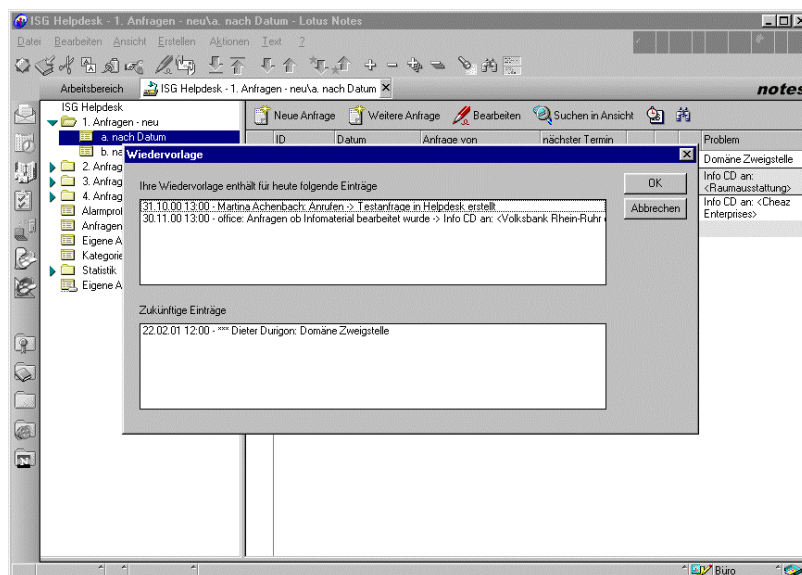 ISG Helpdesk - 1. Anfragen - neu\a. nach Datum - Lotus Notes
Datei Bearbeiten Ansicht Erstellen Aktionen Text ?
Arbeitsbereich ISG Helpdesk - 1. Anfragen - neu\a. nach Datum
notes
ISG Helpdesk
1. Anfragen - neu
a. nach Datum
b. na
2. Anfrag
3. Anfrag
4. Anfrag
Alarmprot
Anfragen
Eigene A
Kategorie
Statistik
Eigene A
Neue Anfrage Weitere Anfrage Bearbeiten Suchen in Ansicht
ID Datum Anfrage von nächster Termin Problem
Domäne Zweigstelle
Info CD an:
<Raumausstattung>
Info CD an: <Cheaz
Enterprises>
Wiedervorlage
Ihre Wiedervorlage enthält für heute folgende Einträge
31.10.00 13:00 - Martina Achenbach: Anrufen -> Testanfrage in Helpdesk erstellt
30.11.00 13:00 - office: Anfragen ob Infomaterial bearbeitet wurde -> Info CD an: <Volksbank Rhein-Ruhr
OK
Abbrechen
Zukünftige Einträge
22.02.01 12:00 - *** Dieter Durigon: Domäne Zweigstelle
Büro